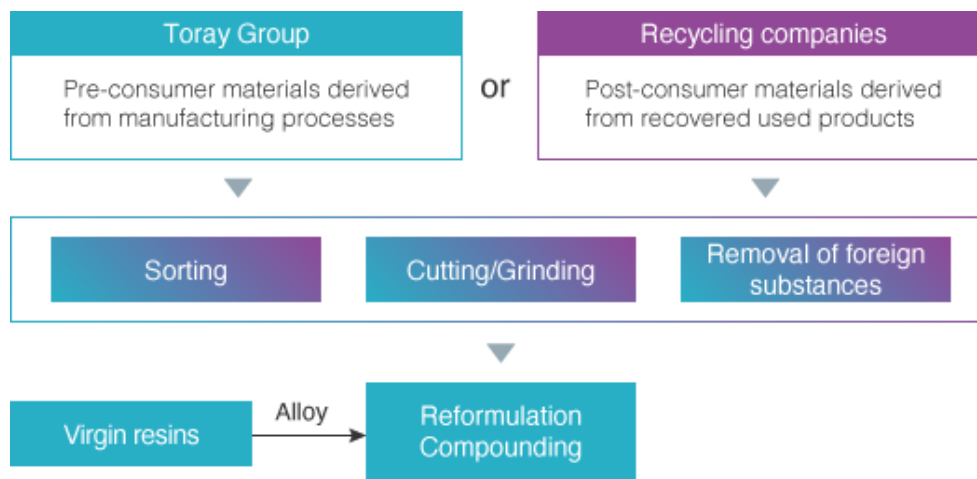 Toray Group
Pre-consumer materials derived
from manufacturing processes
or
Recycling companies
Post-consumer materials derived
from recovered used products
Sorting
Cutting/Grinding
Removal of foreign
substances
Virgin resins
Alloy
Reformulation
Compounding